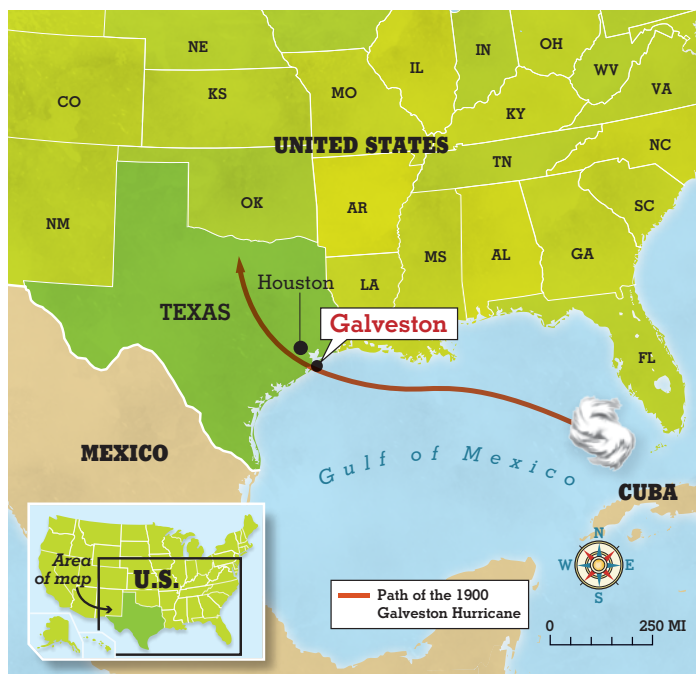 NE
IL
IN
OH
WV
VA
CO
KS
MO
KY
UNITED STATES
NC
TN
NM
OK
AR
SC
MS
AL
GA
LA
Houston
TEXAS
Galveston
FL
MEXICO
Gulf of Mexico
CUBA
Area
of map
U.S.
N
W E
S
Path of the 1900
Galveston Hurricane
0 250 MI